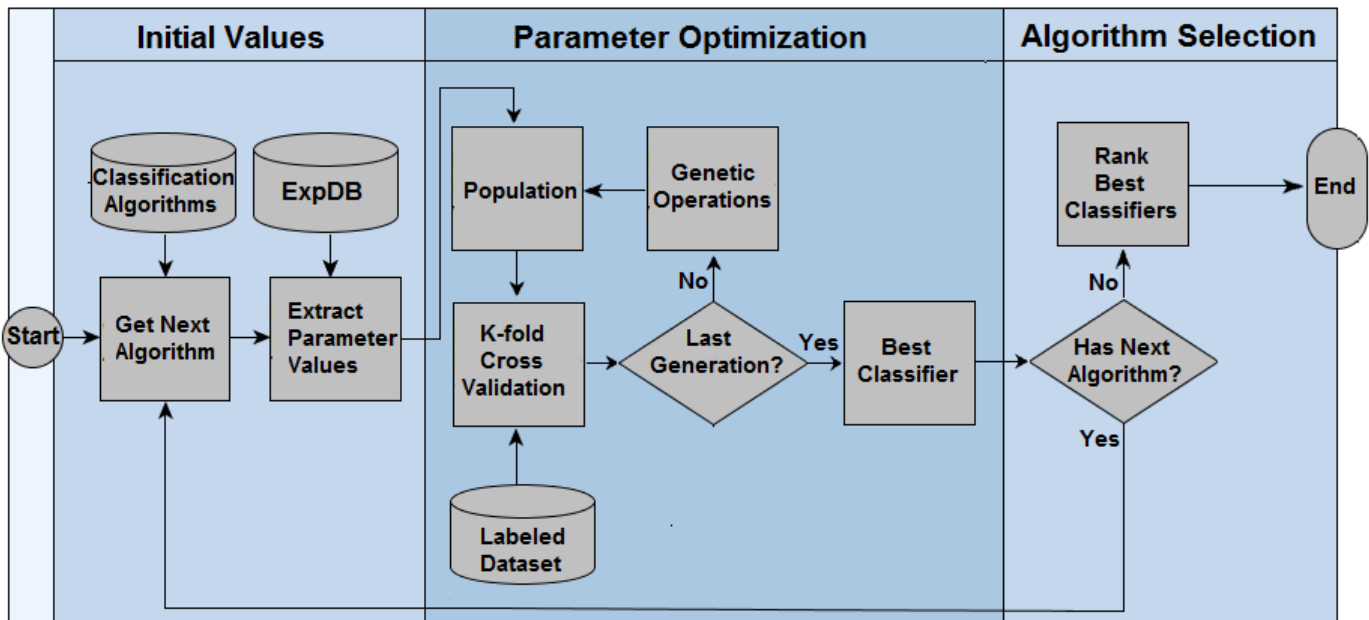 Initial Values
Parameter Optimization
Algorithm Selection
Classification
Algorithms
ExpDB
Population
Genetic
Operations
Rank
Best
Classifiers
End
Start
Get Next
Algorithm
Extract
Parameter
Values
K-fold
Cross
Validation
No
Last
Generation?
Yes
Best
Classifier
No
Has Next
Algorithm?
Yes
Labeled
Dataset